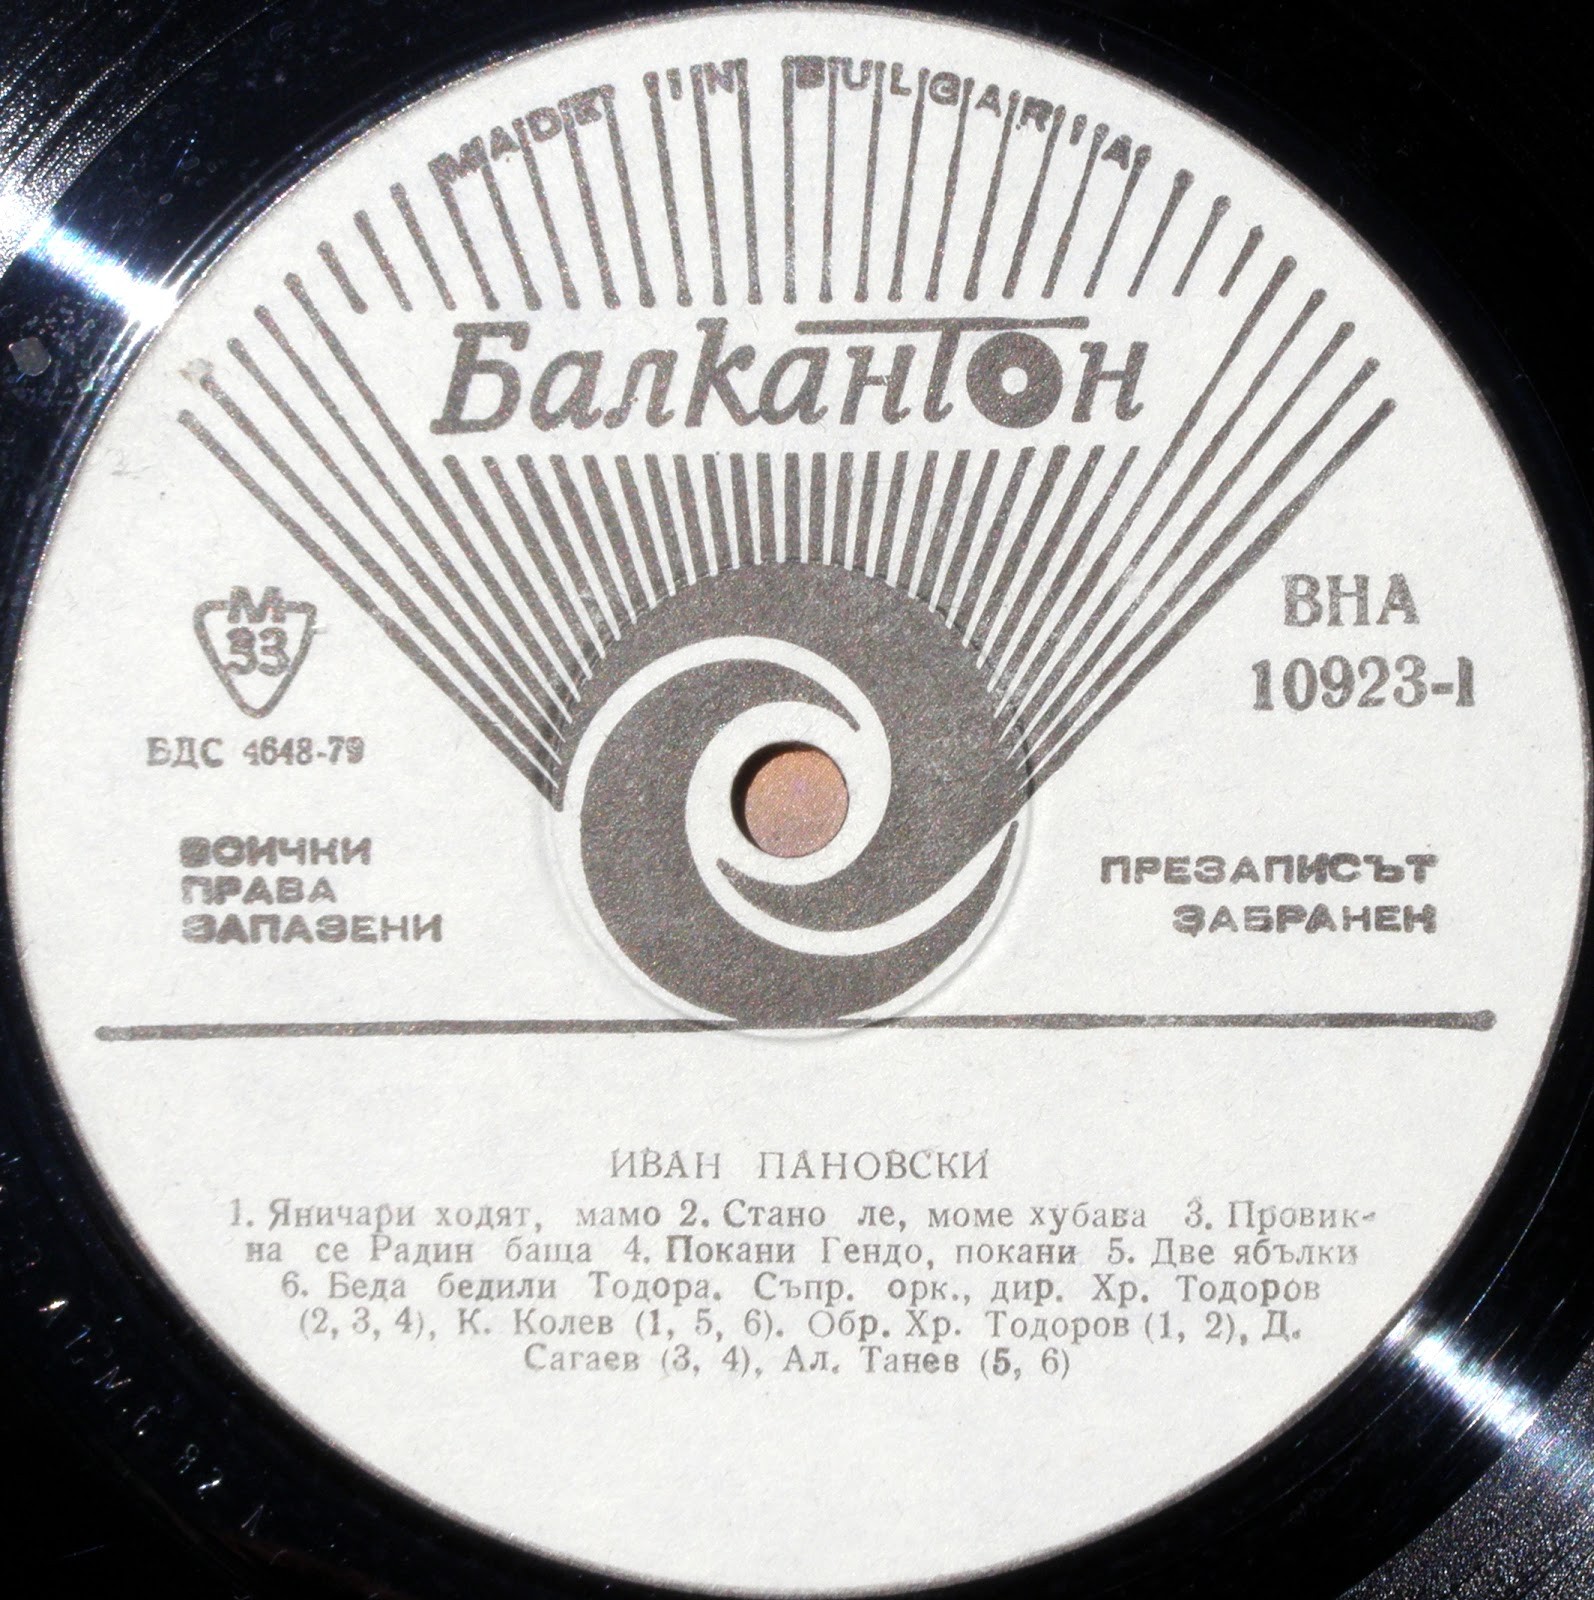 MADE IN BULGARIA
Балкантон
М
33
БДС 4648-79
ВНА
10923-I
ВСИЧКИ
ПРАВА
ЗАПАЗЕНИ
ПРЕЗАПИСЪТ
ЗАБРАНЕН
ИВАН ПАНОВСКИ
1. Яничари ходят, мамо 2. Стано ле, моме хубава 3. Провик-
на се Радин баща 4. Покани Гендо, покани 5. Две ябълки
6. Беда бедили Тодора. Съпр. орк., дир. Хр. Тодоров
(2, 3, 4), К. Колев (1, 5, 6). Обр. Хр. Тодоров (1, 2), Д.
Сагаев (3, 4), Ал. Танев (5, 6)